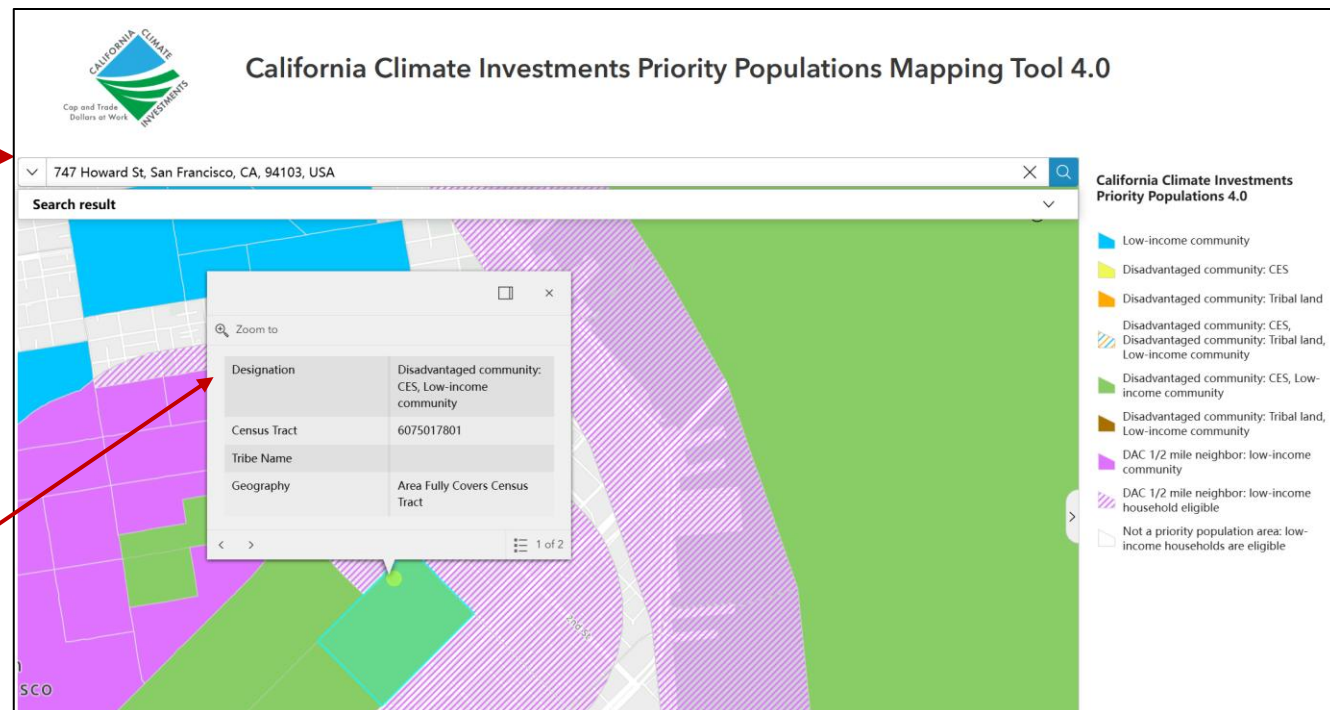 CALIFORNIA CLIMATE
INVESTMENTS
Cap and Trade
Dollars at Work
California Climate Investments Priority Populations Mapping Tool 4.0
747 Howard St, San Francisco, CA, 94103, USA
Search result
Zoom to
Designation
Disadvantaged community:
CES, Low-income
community
Census Tract
6075017801
Tribe Name
Geography
Area Fully Covers Census
Tract
1 of 2
2nd St
sco
California Climate Investments
Priority Populations 4.0
Low-income community
Disadvantaged community: CES
Disadvantaged community: Tribal land
Disadvantaged community: CES,
Disadvantaged community: Tribal land,
Low-income community
Disadvantaged community: CES, Low-
income community
Disadvantaged community: Tribal land,
Low-income community
DAC 1/2 mile neighbor: low-income
community
DAC 1/2 mile neighbor: low-income
household eligible
Not a priority population area: low-
income households are eligible